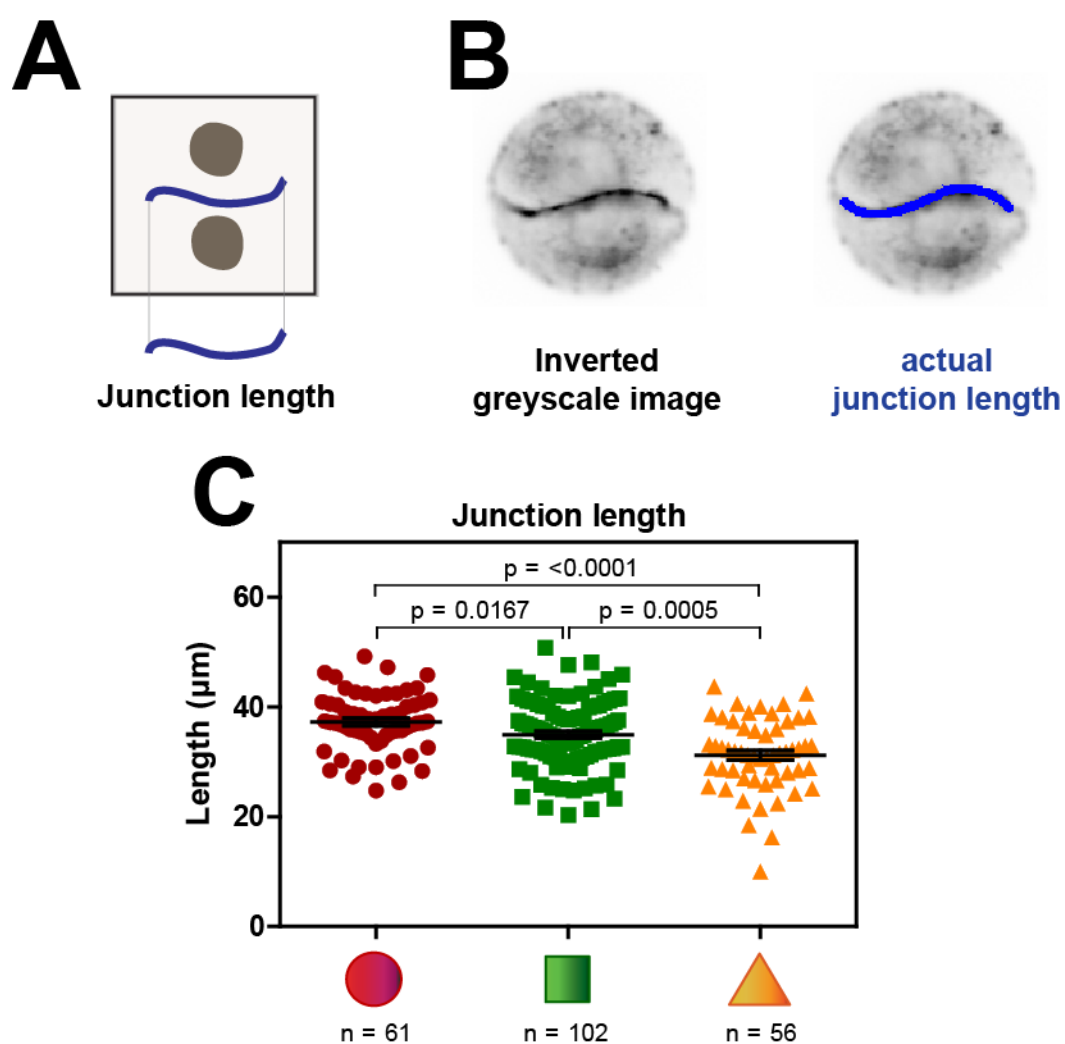 A
B
Junction length
Inverted
greyscale image
actual
junction length
C
Junction length
p = <0.0001
p = 0.0167
p = 0.0005
Length (µm)
60
40
20
0
n = 61
n = 102
n = 56